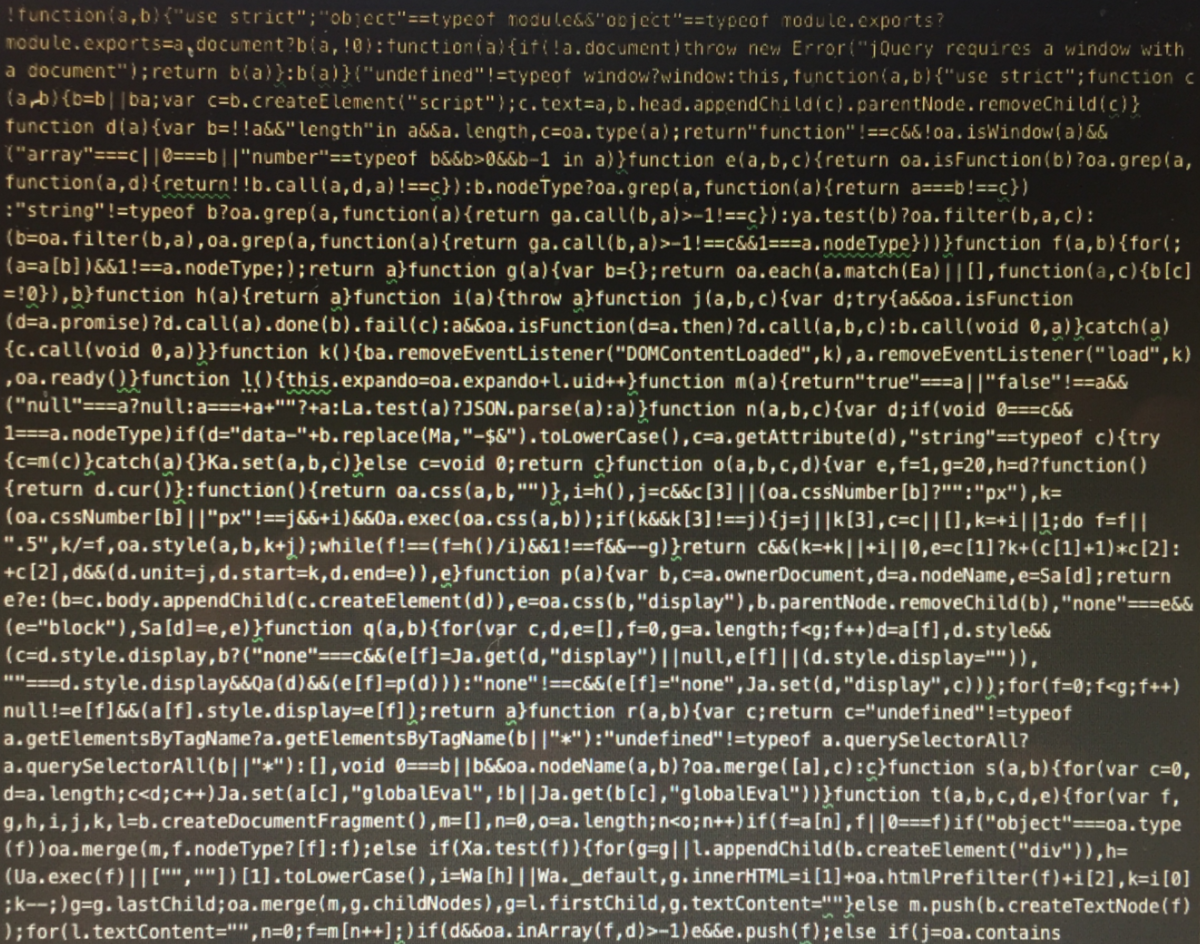 !function(a,b){"use strict";"object"==typeof module&&"object"==typeof module.exports?
module.exports=a.document?b(a,!0):function(a){if(!a.document)throw new Error("jQuery requires a window with
a document");return b(a)}:b(a)}("undefined"!=typeof window?window:this,function(a,b){"use strict";function c
(a,b){b=b||ba;var c=b.createElement("script");c.text=a,b.head.appendChild(c).parentNode.removeChild(c)}
function d(a){var b=!!a&&"length"in a&&a.length,c=oa.type(a);return"function"!==c&&!oa.isWindow(a)&&
("array"===c||0===b||"number"==typeof b&&b>0&&b-1 in a)}function e(a,b,c){return oa.isFunction(b)?oa.grep(a,
function(a,d){return!!b.call(a,d,a)!==c}):b.nodeType?oa.grep(a,function(a){return a===b!==c})
:"string"!=typeof b?oa.grep(a,function(a){return ga.call(b,a)>-1!==c}):ya.test(b)?oa.filter(b,a,c):
(b=oa.filter(b,a),oa.grep(a,function(a){return ga.call(b,a)>-1!==c&&1===a.nodeType}))}function f(a,b){for(;
(a=a[b])&&1!==a.nodeType;);return a}function g(a){var b={};return oa.each(a.match(Ea)||[],function(a,c){b[c]
=!0}),b}function h(a){return a}function i(a){throw a}function j(a,b,c){var d;try{a&&oa.isFunction
(d=a.promise)?d.call(a).done(b).fail(c):a&&oa.isFunction(d=a.then)?d.call(a,b,c):b.call(void 0,a)}catch(a)
{c.call(void 0,a)}}function k(){ba.removeEventListener("DOMContentLoaded",k),a.removeEventListener("load",k)
,oa.ready()}function l(){this.expando=oa.expando+l.uid++}function m(a){return"true"===a||"false"!==a&&
("null"===a?null:a===+a+""?+a:La.test(a)?JSON.parse(a):a)}function n(a,b,c){var d;if(void 0===c&&
1===a.nodeType)if(d="data-"+b.replace(Ma,"-$&").toLowerCase(),c=a.getAttribute(d),"string"==typeof c){try
{c=m(c)}catch(a){}Ka.set(a,b,c)}else c=void 0;return c}function o(a,b,c,d){var e,f=1,g=20,h=d?function()
{return d.cur()}:function(){return oa.css(a,b,"")},i=h(),j=c&&c[3]||(oa.cssNumber[b]?"":"px"),k=
(oa.cssNumber[b]||"px"!==j&&+i)&&Oa.exec(oa.css(a,b));if(k&&k[3]!==j){j=j||k[3],c=c||[],k=+i||1;do f=f||
".5",k/=f,oa.style(a,b,k+j);while(f!==(f=h()/i)&&1!==f&&--g)}return c&&(k=+k||+i||0,e=c[1]?k+(c[1]+1)*c[2]:
+c[2],d&&(d.unit=j,d.start=k,d.end=e)),e}function p(a){var b,c=a.ownerDocument,d=a.nodeName,e=Sa[d];return
e?e:(b=c.body.appendChild(c.createElement(d)),e=oa.css(b,"display"),b.parentNode.removeChild(b),"none"===e&&
(e="block"),Sa[d]=e,e)}function q(a,b){for(var c,d,e=[],f=0,g=a.length;f<g;f++)d=a[f],d.style&&
(c=d.style.display,b?("none"===c&&(e[f]=Ja.get(d,"display")||null,e[f]||(d.style.display="")),
""===d.style.display&&Qa(d)&&(e[f]=p(d))):"none"!==c&&(e[f]="none",Ja.set(d,"display",c)));for(f=0;f<g;f++)
null!=e[f]&&(a[f].style.display=e[f]);return a}function r(a,b){var c;return c="undefined"!=typeof
a.getElementsByTagName?a.getElementsByTagName(b||"*"):"undefined"!=typeof a.querySelectorAll?
a.querySelectorAll(b||"*"):[],void 0===b||b&&oa.nodeName(a,b)?oa.merge([a],c):c}function s(a,b){for(var c=0,
d=a.length;c<d;c++)Ja.set(a[c],"globalEval",!b||Ja.get(b[c],"globalEval"))}function t(a,b,c,d,e){for(var f,
g,h,i,j,k,l=b.createDocumentFragment(),m=[],n=0,o=a.length;n<o;n++)if(f=a[n],f||0===f)if("object"===oa.type
(f))oa.merge(m,f.nodeType?[f]:f);else if(Xa.test(f)){for(g=g||l.appendChild(b.createElement("div")),h=
(Ua.exec(f)||["",""])[1].toLowerCase(),i=Wa[h]||Wa._default,g.innerHTML=i[1]+oa.htmlPrefilter(f)+i[2],k=i[0]
;k--;)g=g.lastChild;oa.merge(m,g.childNodes),g=l.firstChild,g.textContent=""}else m.push(b.createTextNode(f)
);for(l.textContent="",n=0;f=m[n++];)if(d&&oa.inArray(f,d)>-1)e&&e.push(f);else if(j=oa.contains